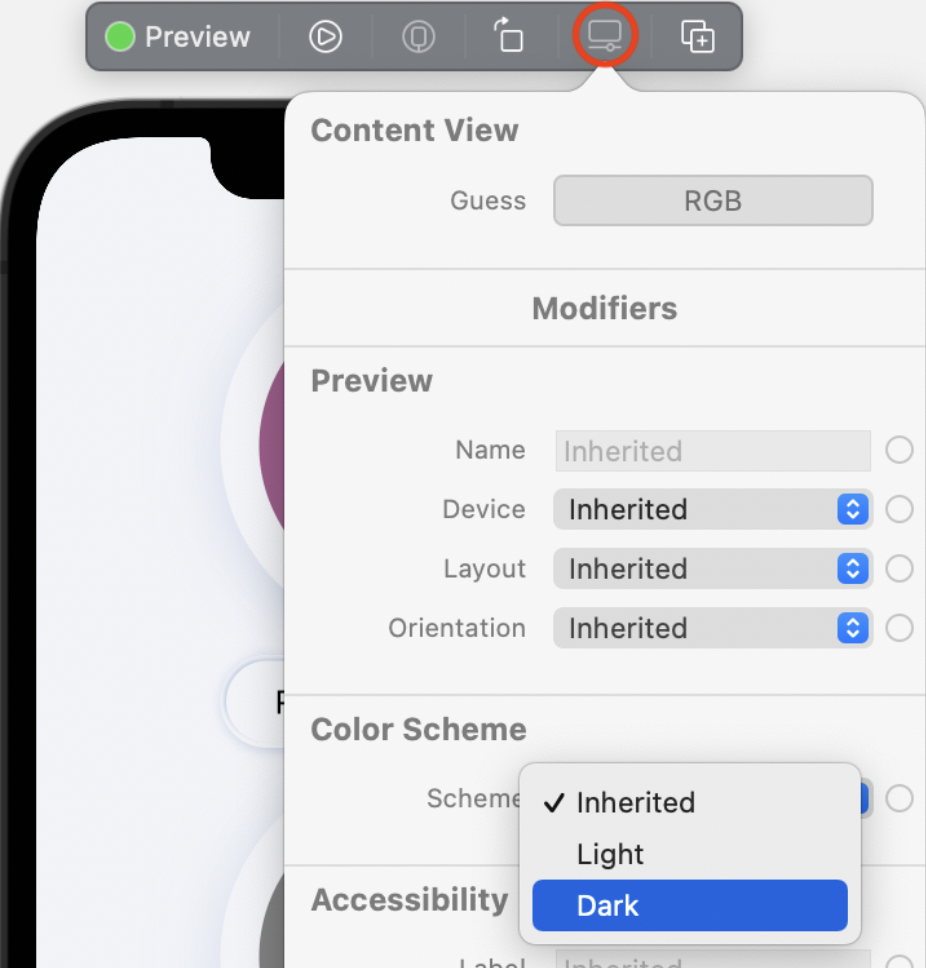 Preview
Content View
Guess RGB
Modifiers
Preview
Name Inherited
Device Inherited
Layout Inherited
Orientation Inherited
Color Scheme
Scheme
✓ Inherited
Light
Dark
Accessibility
Label Inherited